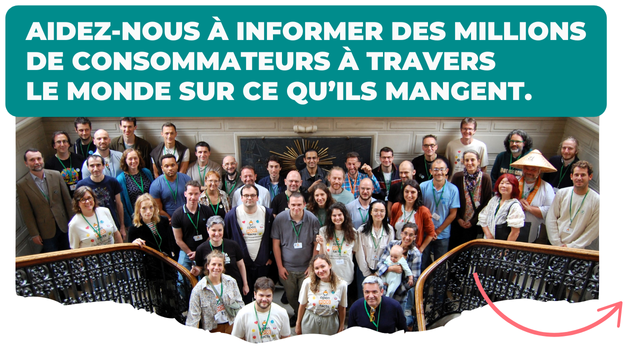 AIDEZ-NOUS À INFORMER DES MILLIONS
DE CONSOMMATEURS À TRAVERS
LE MONDE SUR CE QU'ILS MANGENT.